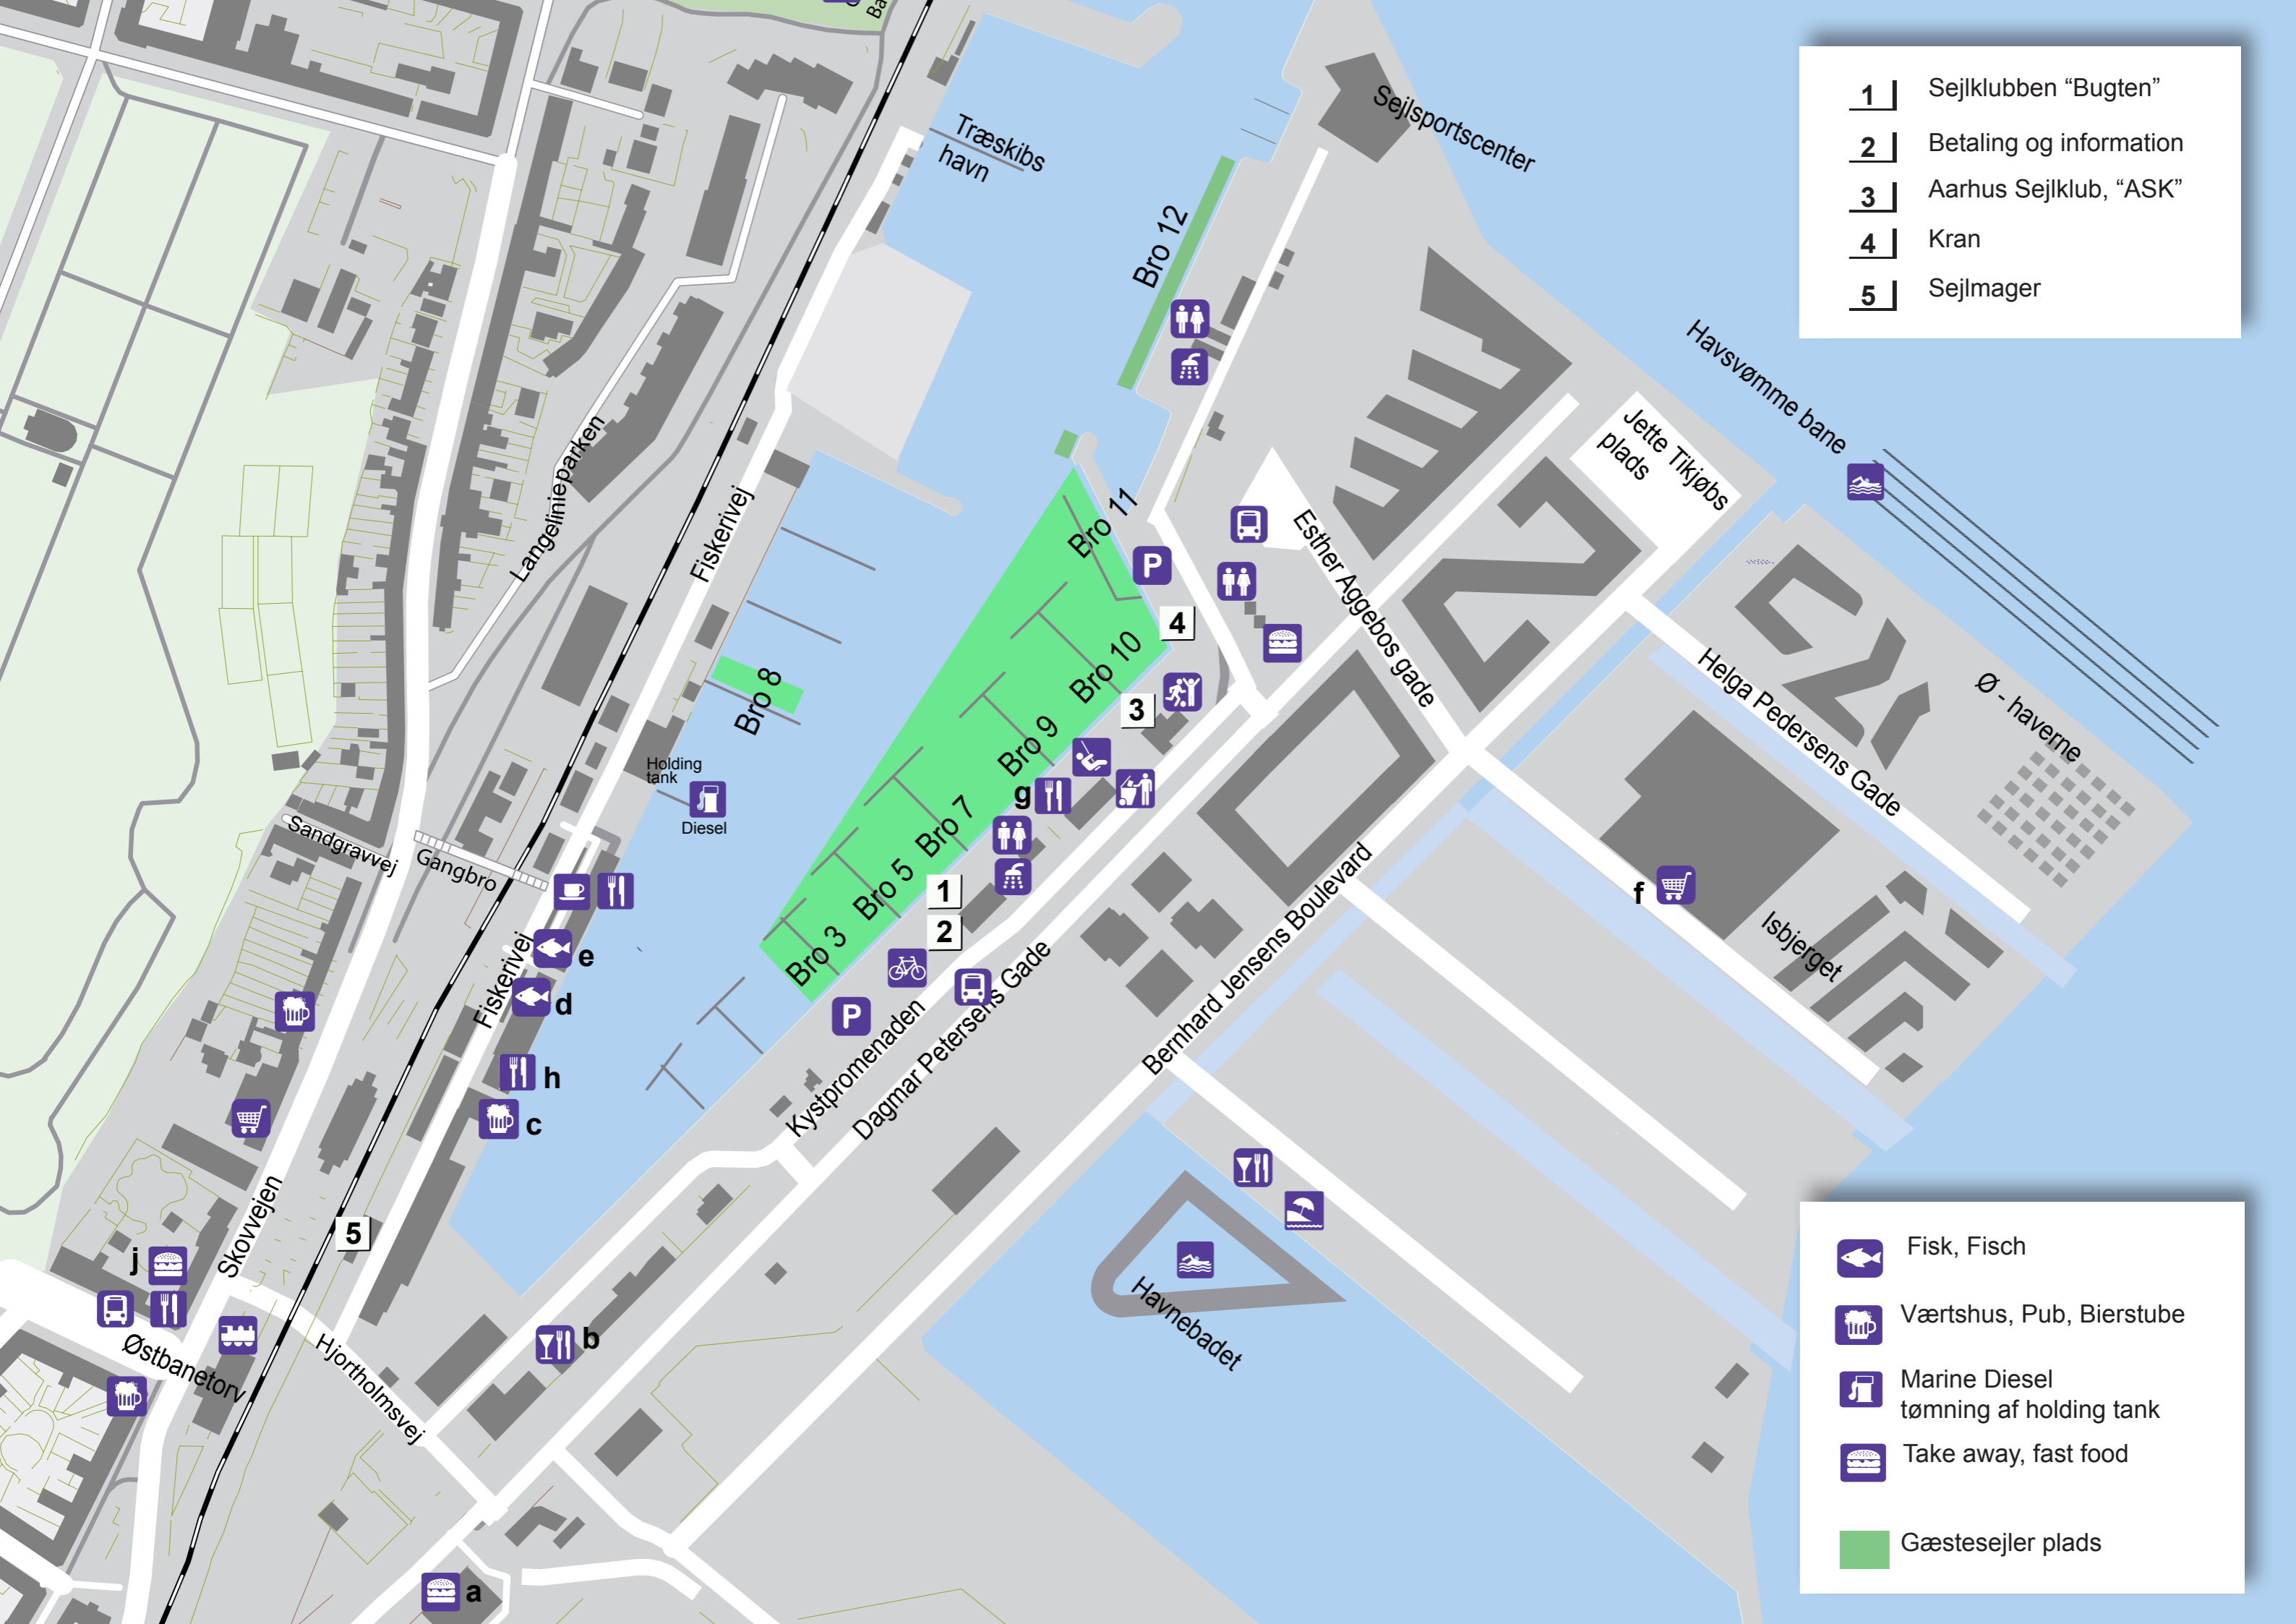 1 Sejlklubben “Bugten”
2 Betaling og information
3 Aarhus Sejlklub, “ASK”
4 Kran
5 Sejlmager
Ba
Træskibs
havn
Sejlsportscenter
Bro 12
Havsvømme bane
Jette Tikjøbs
plads
Langelinieparken
Fiskerivej
Bro 11
P
Esther Aggebos gade
4
Bro 10
3
Bro 8
Bro 9
Helga Pedersens Gade
Ø - haverne
Holding
tank
Diesel
g
Bro 7
Sandgravvej
Gangbro
Bro 5
1
2
Bro 3
f
Isbjerget
Fiskerivej
e
d
h
c
P
Kystpromenaden
Dagmar Petersens Gade
Bernhard Jensens Boulevard
Skovvejen
5
j
Østbanetorv
Hjortholmsvej
b
Havnebadet
a
Fisk, Fisch
Værtshus, Pub, Bierstube
Marine Diesel
tømning af holding tank
Take away, fast food
Gæstesejler plads